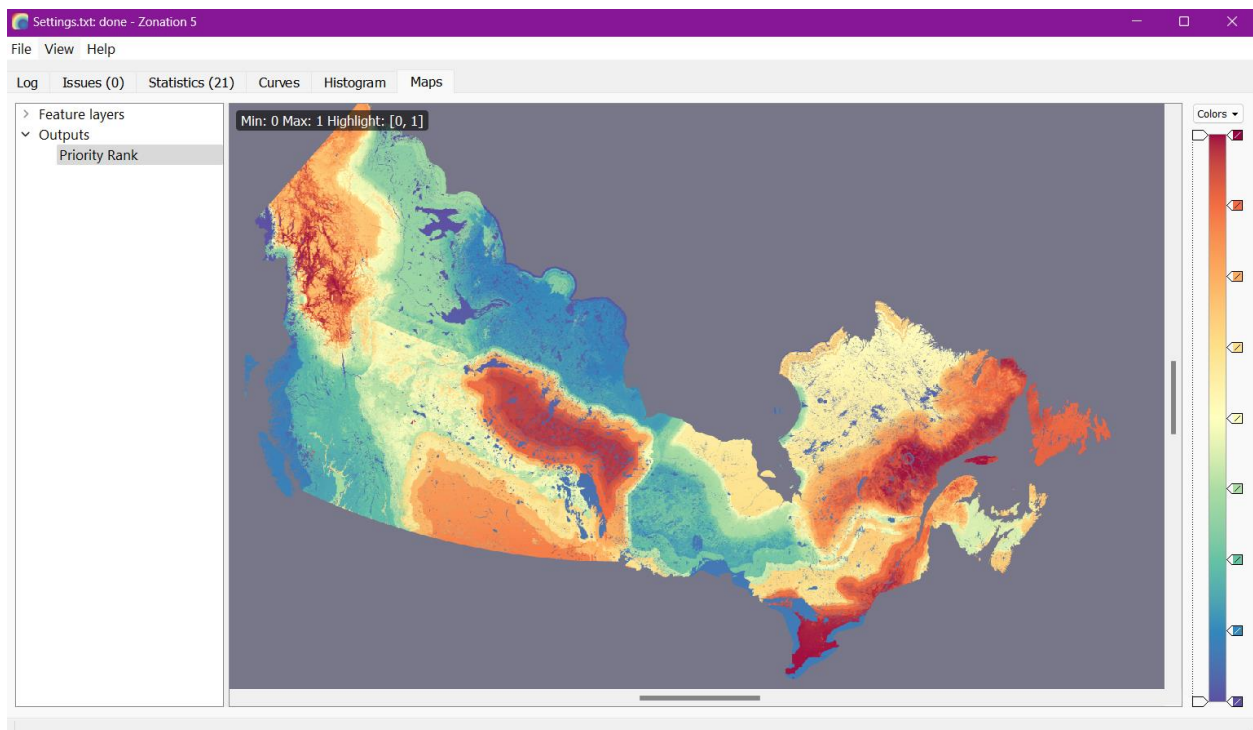 Settings.txt: done - Zonation 5
File View Help
Log Issues (0) Statistics (21) Curves Histogram Maps
Feature layers
Outputs
Priority Rank
Min: 0 Max: 1 Highlight: [0, 1]
Colors